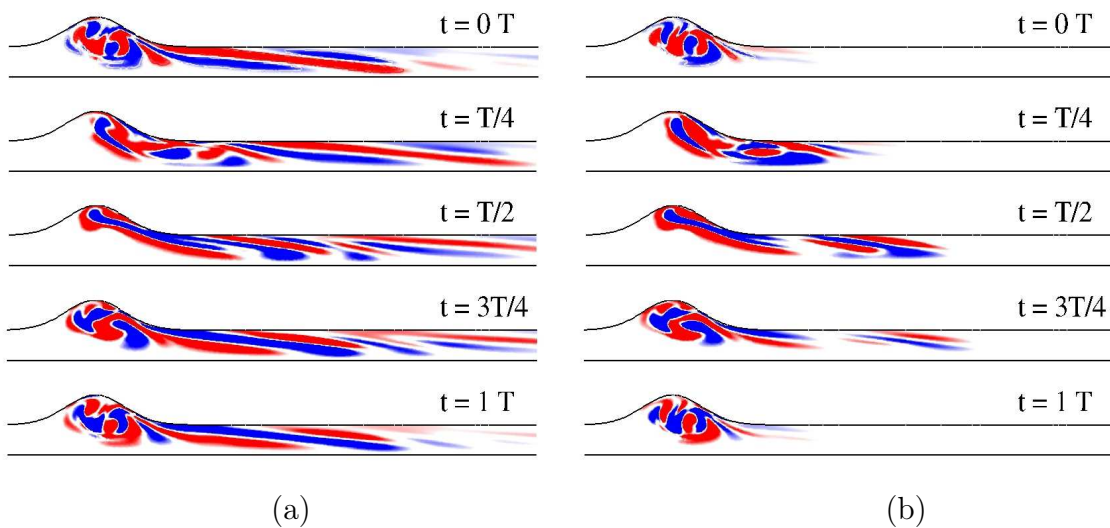 t = 0 T
t = T/4
t = T/2
t = 3T/4
t = 1 T
(a)
t = 0 T
t = T/4
t = T/2
t = 3T/4
t = 1 T
(b)